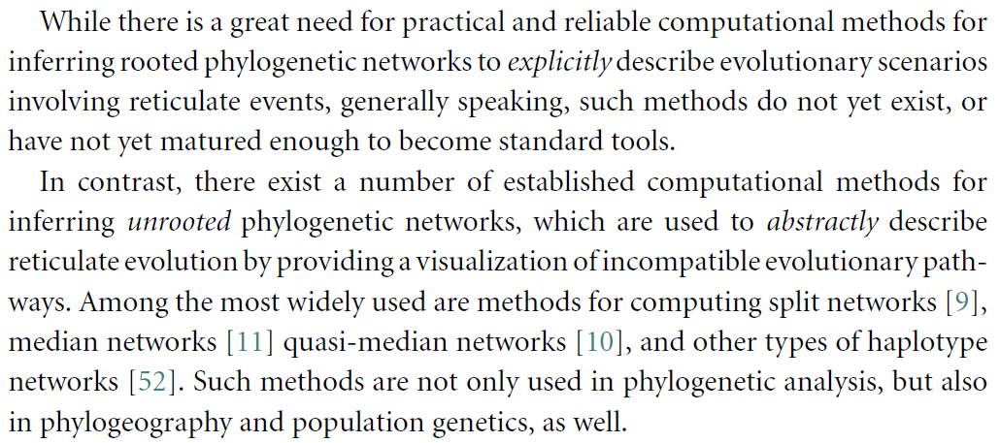 While there is a great need for practical and reliable computational methods for
inferring rooted phylogenetic networks to explicitly describe evolutionary scenarios
involving reticulate events, generally speaking, such methods do not yet exist, or
have not yet matured enough to become standard tools.
In contrast, there exist a number of established computational methods for
inferring unrooted phylogenetic networks, which are used to abstractly describe
reticulate evolution by providing a visualization of incompatible evolutionary path-
ways. Among the most widely used are methods for computing split networks [9],
median networks [11] quasi-median networks [10], and other types of haplotype
networks [52]. Such methods are not only used in phylogenetic analysis, but also
in phylogeography and population genetics, as well.